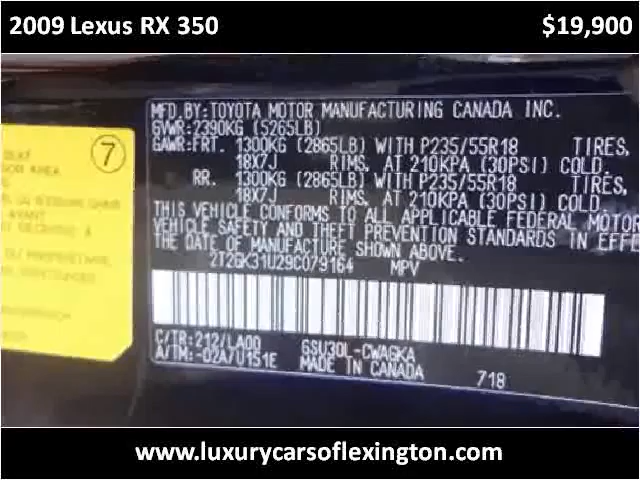 2009 Lexus RX 350 $19,900
MFD.BY:TOYOTA MOTOR MANUFACTURING CANADA INC.
GVWR:2390KG (5265LB)
GAWR:FRT. 1300KG (2865LB) WITH P235/55R18 TIRES,
18X7J RIMS, AT 210KPA (30PSI) COLD
RR. 1300KG (2865LB) WITH P235/55R18 TIRES,
18X7J RIMS, AT 210KPA (30PSI) COLD
THIS VEHICLE CONFORMS TO ALL APPLICABLE FEDERAL MOTOR
VEHICLE SAFETY AND THEFT PREVENTION STANDARDS IN EFFE
THE DATE OF MANUFACTURE SHOWN ABOVE.
2T2GK31U29C079164 MPV
C/TR:212/LA00 GSU30L-CWAGKA
A/TM:-02A/U151E MADE IN CANADA 718
7
AVANT
www.luxurycarsoflexington.com